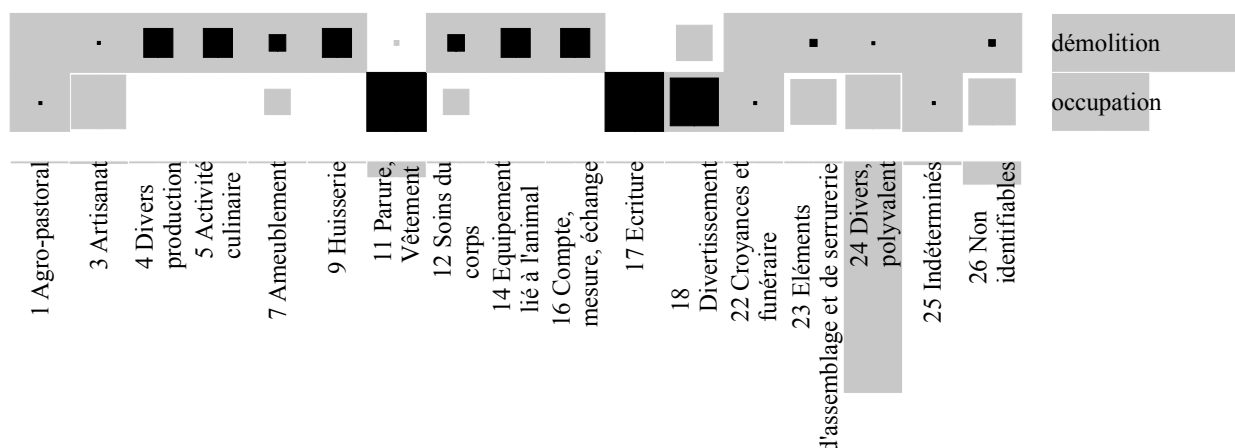 démolition
occupation
1 Agro-pastoral
3 Artisanat
4 Divers
production
5 Activité
culinaire
7 Ameublement
9 Huisserie
11 Parure,
Vêtement
12 Soins du
corps
14 Equipement
lié à l'animal
16 Compte,
mesure, échange
17 Ecriture
18
Divertissement
22 Croyances et
funéraire
23 Eléments
d'assemblage et de serrurerie
24 Divers,
polyvalent
25 Indéterminés
26 Non
identifiables